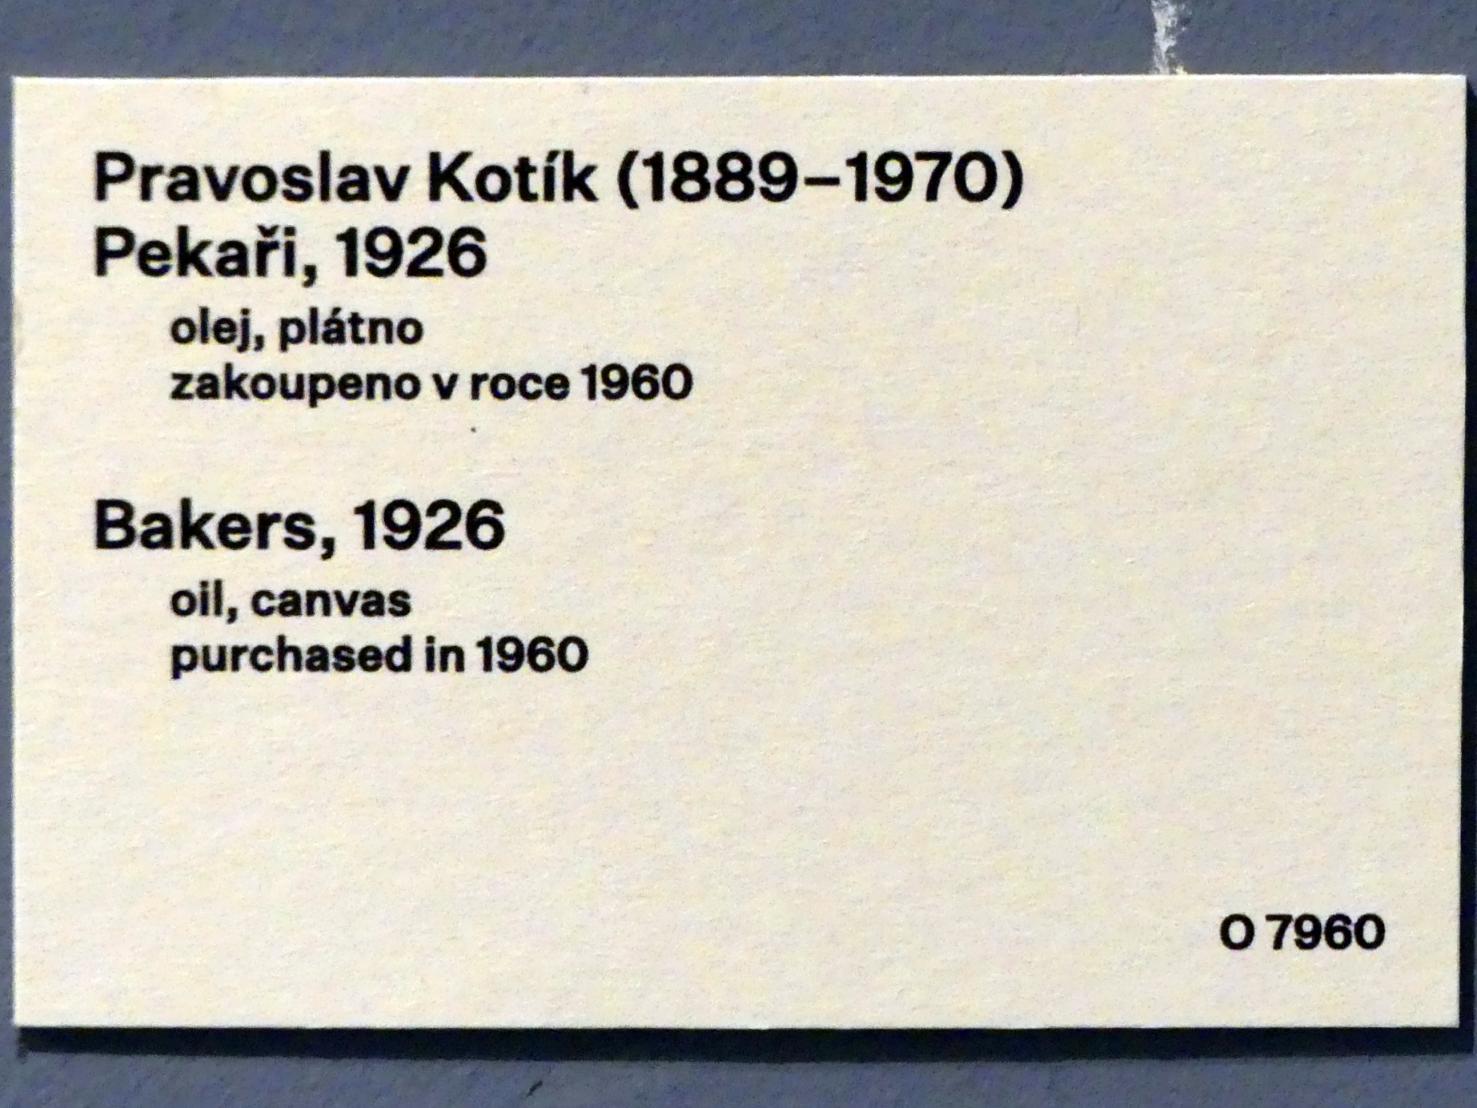 Pravoslav Kotík (1889–1970)
Pekaři, 1926
olej, plátno
zakoupeno v roce 1960
Bakers, 1926
oil, canvas
purchased in 1960
O 7960